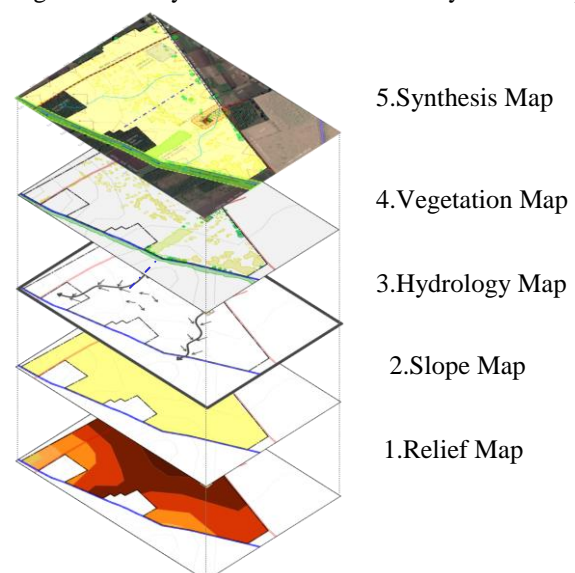 5.Synthesis Map
4.Vegetation Map
3.Hydrology Map
2.Slope Map
1.Relief Map